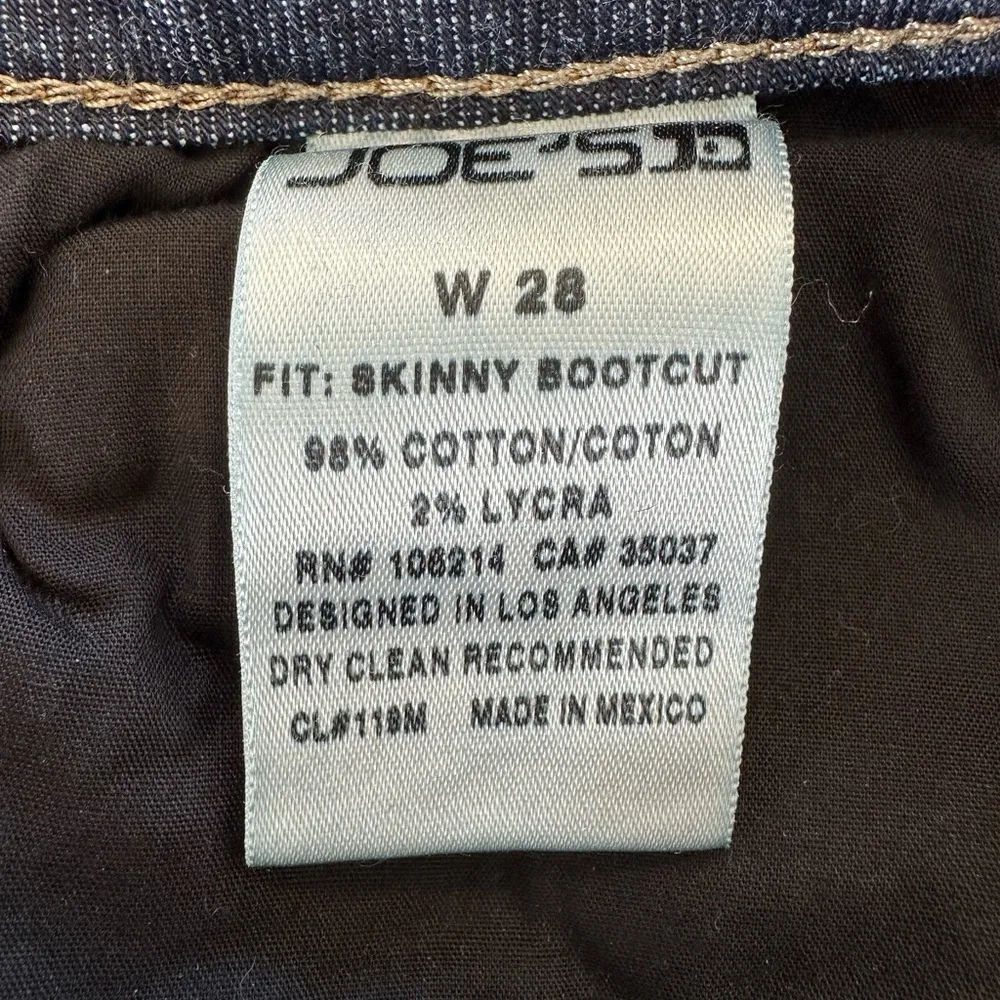 JOE'S JD
W 28
FIT: SKINNY BOOTCUT
98% COTTON/COTON
2% LYCRA
RN# 106214 CA# 35037
DESIGNED IN LOS ANGELES
DRY CLEAN RECOMMENDED
CL#119M MADE IN MEXICO